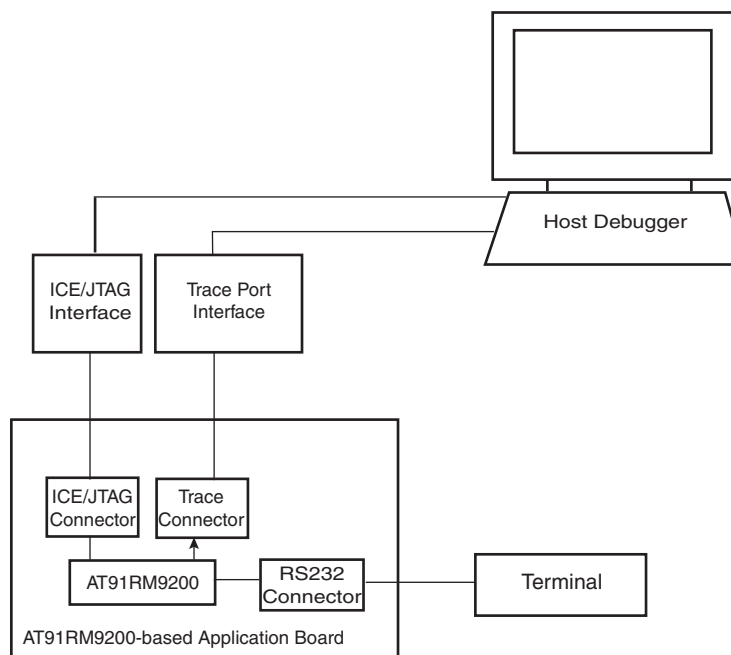 Host Debugger
ICE/JTAG
Interface
Trace Port
Interface
ICE/JTAG
Connector
Trace
Connector
AT91RM9200
RS232
Connector
Terminal
AT91RM9200-based Application Board